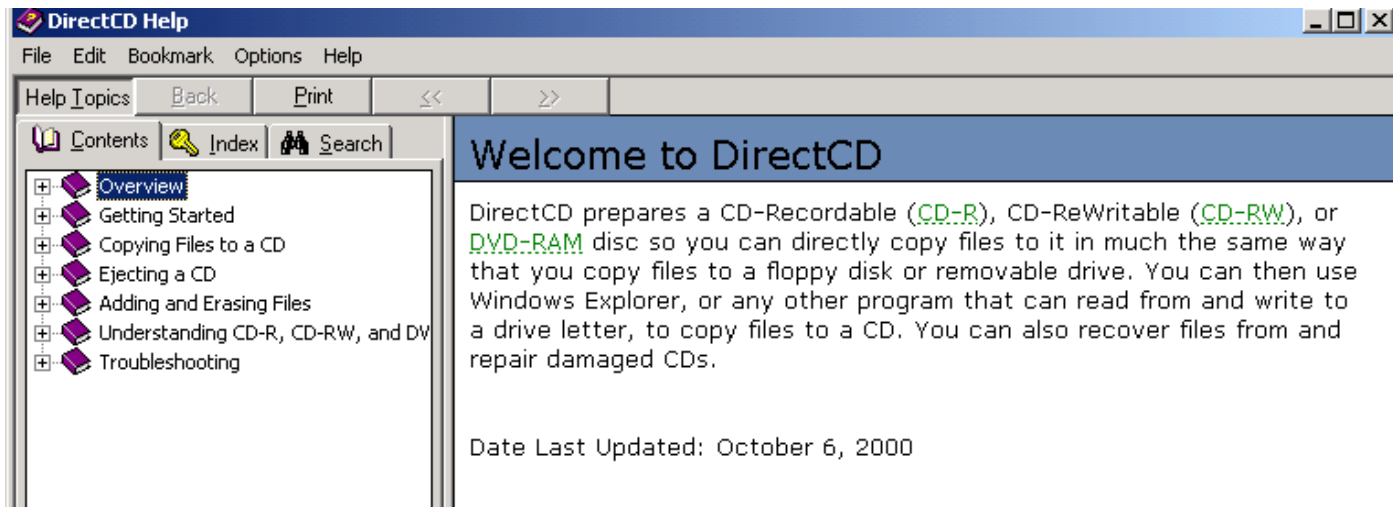 DirectCD Help
File Edit Bookmark Options Help
Help Topics Back Print << >>
Contents Index Search
Overview
Getting Started
Copying Files to a CD
Ejecting a CD
Adding and Erasing Files
Understanding CD-R, CD-RW, and DV
Troubleshooting
Welcome to DirectCD
DirectCD prepares a CD-Recordable (CD-R), CD-ReWritable (CD-RW), or
DVD-RAM disc so you can directly copy files to it in much the same way
that you copy files to a floppy disk or removable drive. You can then use
Windows Explorer, or any other program that can read from and write to
a drive letter, to copy files to a CD. You can also recover files from and
repair damaged CDs.
Date Last Updated: October 6, 2000